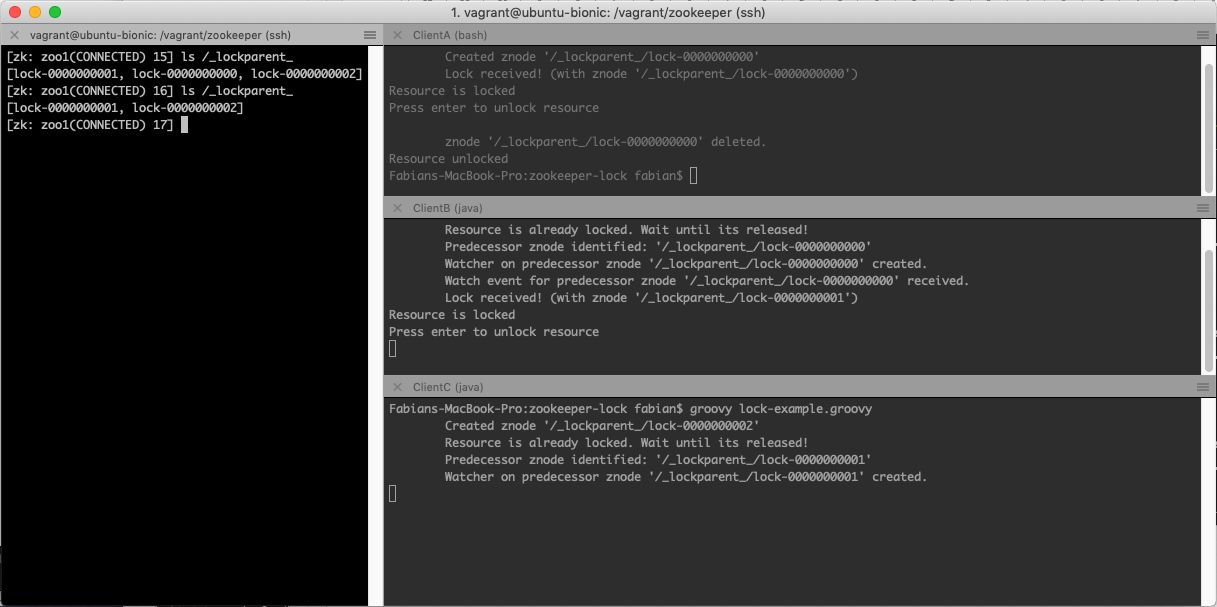 1. vagrant@ubuntu-bionic: /vagrant/zookeeper (ssh)
vagrant@ubuntu-bionic: /vagrant/zookeeper (ssh)
[zk: zoo1(CONNECTED) 15] ls /_lockparent_
[lock-0000000001, lock-0000000000, lock-0000000002]
[zk: zoo1(CONNECTED) 16] ls /_lockparent_
[lock-0000000001, lock-0000000002]
[zk: zoo1(CONNECTED) 17]
ClientA (bash)
Created znode '/_lockparent_/lock-0000000000'
Lock received! (with znode '/_lockparent_/lock-0000000000')
Resource is locked
Press enter to unlock resource
znode '/_lockparent_/lock-0000000000' deleted.
Resource unlocked
Fabians-MacBook-Pro:zookeeper-lock fabian$
ClientB (java)
Resource is already locked. Wait until its released!
Predecessor znode identified: '/_lockparent_/lock-0000000000'
Watcher on predecessor znode '/_lockparent_/lock-0000000000' created.
Watch event for predecessor znode '/_lockparent_/lock-0000000000' received.
Lock received! (with znode '/_lockparent_/lock-0000000001')
Resource is locked
Press enter to unlock resource
ClientC (java)
Fabians-MacBook-Pro:zookeeper-lock fabian$ groovy lock-example.groovy
Created znode '/_lockparent_/lock-0000000002'
Resource is already locked. Wait until its released!
Predecessor znode identified: '/_lockparent_/lock-0000000001'
Watcher on predecessor znode '/_lockparent_/lock-0000000001' created.